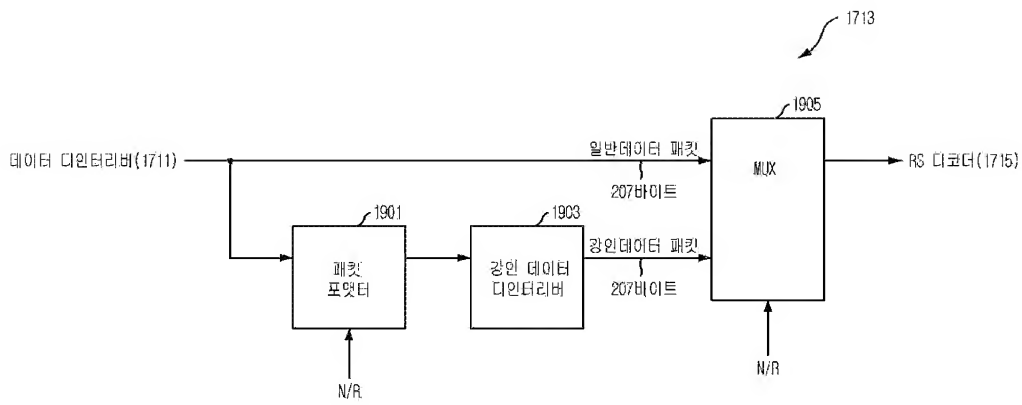 1713
1905
데이터 디인터리버(1711)
일반데이터 패킷
MUX
RS 디코더(1715)
207바이트
1901
1903
강인데이터 패킷
패킷
포맷터
강인 데이터
디인터리버
207바이트
N/R
N/R